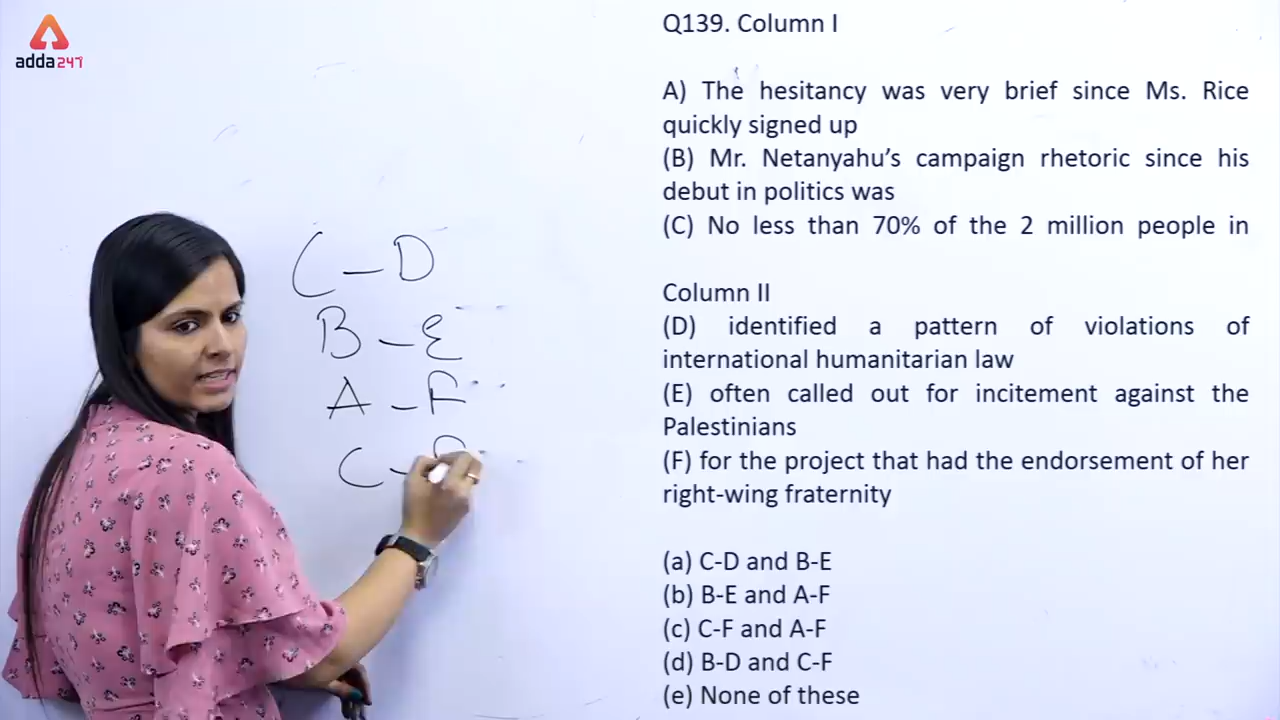 adda247
C - D
B - E
A - F
C -
Q139. Column I
A) The hesitancy was very brief since Ms. Rice
quickly signed up
(B) Mr. Netanyahu’s campaign rhetoric since his
debut in politics was
(C) No less than 70% of the 2 million people in
Column II
(D) identified a pattern of violations of
international humanitarian law
(E) often called out for incitement against the
Palestinians
(F) for the project that had the endorsement of her
right-wing fraternity
(a) C-D and B-E
(b) B-E and A-F
(c) C-F and A-F
(d) B-D and C-F
(e) None of these